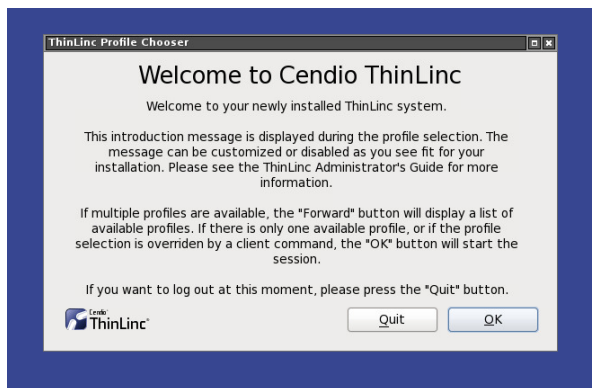 ThinLinc Profile Chooser
Welcome to Cendio ThinLinc
Welcome to your newly installed ThinLinc system.
This introduction message is displayed during the profile selection. The
message can be customized or disabled as you see fit for your
installation. Please see the ThinLinc Administrator's Guide for more
information.
If multiple profiles are available, the "Forward" button will display a list of
available profiles. If there is only one available profile, or if the profile
selection is overriden by a client command, the "OK" button will start the
session.
If you want to log out at this moment, please press the "Quit" button.
Cendio
ThinLinc
Quit
OK